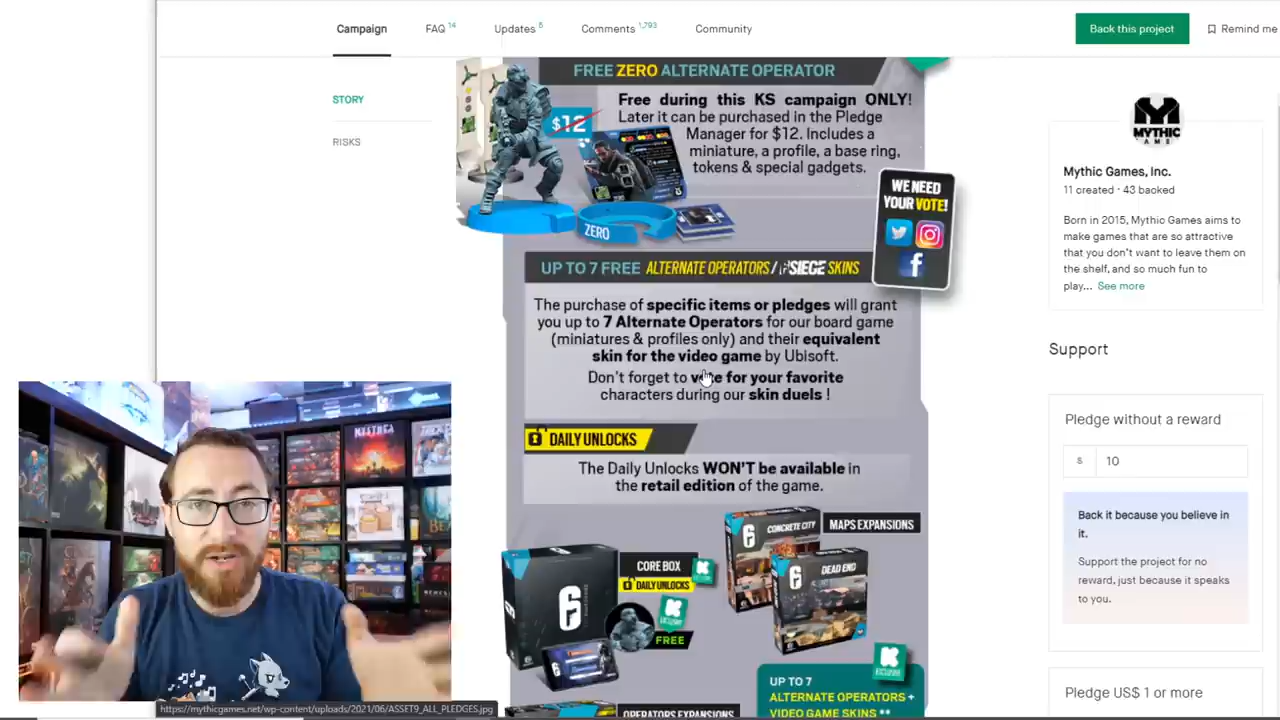 Campaign
FAQ 14
Updates 5
Comments 1,793
Community
Back this project
Remind me
STORY
RISKS
FREE ZERO ALTERNATE OPERATOR
$12
Free during this KS campaign ONLY!
Later it can be purchased in the Pledge
Manager for $12. Includes a
miniature, a profile, a base ring,
tokens & special gadgets.
ZERO
WE NEED
YOUR VOTE!
UP TO 7 FREE ALTERNATE OPERATORS / SIEGE SKINS
The purchase of specific items or pledges will grant
you up to 7 Alternate Operators for our board game
(miniatures & profiles only) and their equivalent
skin for the video game by Ubisoft.
Don't forget to vote for your favorite
characters during our skin duels !
DAILY UNLOCKS
The Daily Unlocks WON'T be available in
the retail edition of the game.
CORE BOX
DAILY UNLOCKS
FREE
6
CONCRETE CITY
MAPS EXPANSIONS
DEAD END
6
UP TO 7
ALTERNATE OPERATORS +
VIDEO GAME SKINS **
OPERATORS EXPANSIONS
MYTHIC
Mythic Games, Inc.
11 created · 43 backed
Born in 2015, Mythic Games aims to
make games that are so attractive
that you don't want to leave them on
the shelf, and so much fun to
play... See more
Support
Pledge without a reward
$ 10
Back it because you believe in
it.
Support the project for no
reward, just because it speaks
to you.
Pledge US$ 1 or more
https://mythicgames.net/wp-content/uploads/2021/06/ASSET9_ALL_PLEDGES.jpg